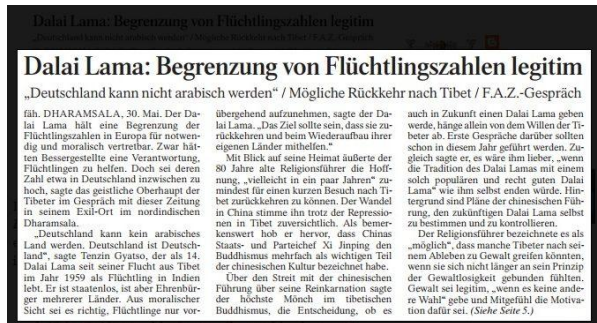 Dalai Lama: Begrenzung von Flüchtlingszahlen legitim
„Deutschland kann nicht arabisch werden“ / Mögliche Rückkehr nach Tibet / F.A.Z.-Gespräch
fäh. DHARAMSALA, 30. Mai. Der Da-
lai Lama hält eine Begrenzung der
Flüchtlingszahlen in Europa für notwen-
dig und moralisch vertretbar. Zwar hät-
ten Bessergestellte eine Verantwortung,
Flüchtlingen zu helfen. Doch sei deren
Zahl etwa in Deutschland inzwischen zu
hoch, sagte das geistliche Oberhaupt der
Tibeter im Gespräch mit dieser Zeitung
in seinem Exil-Ort im nordindischen
Dharamsala.
„Deutschland kann kein arabisches
Land werden. Deutschland ist Deutsch-
land“, sagte Tenzin Gyatso, der als 14.
Dalai Lama seit seiner Flucht aus Tibet
im Jahr 1959 als Flüchtling in Indien
lebt. Er ist staatenlos, ist aber Ehrenbür-
ger mehrerer Länder. Aus moralischer
Sicht sei es richtig, Flüchtlinge nur vor-
übergehend aufzunehmen, sagte der Da-
lai Lama. „Das Ziel sollte sein, dass sie zu-
rückkehren und beim Wiederaufbau ihrer
eigenen Länder mithelfen.“
Mit Blick auf seine Heimat äußerte der
80 Jahre alte Religionsführer die Hoff-
nung, „vielleicht in ein paar Jahren“ zu-
mindest für einen kurzen Besuch nach Ti-
bet zurückkehren zu können. Der Wandel
in China stimme ihn trotz der Repressio-
nen in Tibet zuversichtlich. Als bemer-
kenswert hob er hervor, dass Chinas
Staats- und Parteichef Xi Jinping den
Buddhismus mehrfach als wichtigen Teil
der chinesischen Kultur bezeichnet habe.
Über den Streit mit der chinesischen
Führung über seine Reinkarnation sagte
der höchste Mönch im tibetischen
Buddhismus, die Entscheidung, ob es
auch in Zukunft einen Dalai Lama geben
werde, hänge allein von dem Willen der Ti-
beter ab. Erste Gespräche darüber sollten
schon in diesem Jahr geführt werden. Zu-
gleich sagte er, es wäre ihm lieber, „wenn
die Tradition des Dalai Lamas mit einem
solch populären und recht guten Dalai
Lama“ wie ihm selbst enden würde. Hin-
tergrund sind Pläne der chinesischen Füh-
rung, den zukünftigen Dalai Lama selbst
zu bestimmen und zu kontrollieren.
Der Religionsführer bezeichnete es als
„möglich“, dass manche Tibeter nach sei-
nem Ableben zu Gewalt greifen könnten,
wenn sie sich nicht länger an sein Prinzip
der Gewaltlosigkeit gebunden fühlten.
Gewalt sei legitim, „wenn es keine ande-
re Wahl“ gebe und Mitgefühl die Motiva-
tion dafür sei. (Siehe Seite 5.)